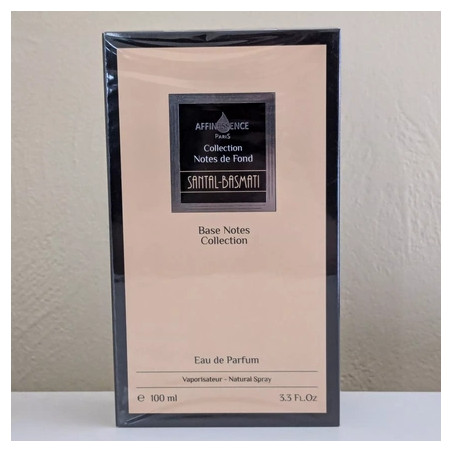 AFFINESSENCE
PARIS
Collection
Notes de Fond
SANTAL-BASMATI
Base Notes
Collection
Eau de Parfum
Vaporisateur - Natural Spray
℮ 100 ml 3.3 Fl.Oz